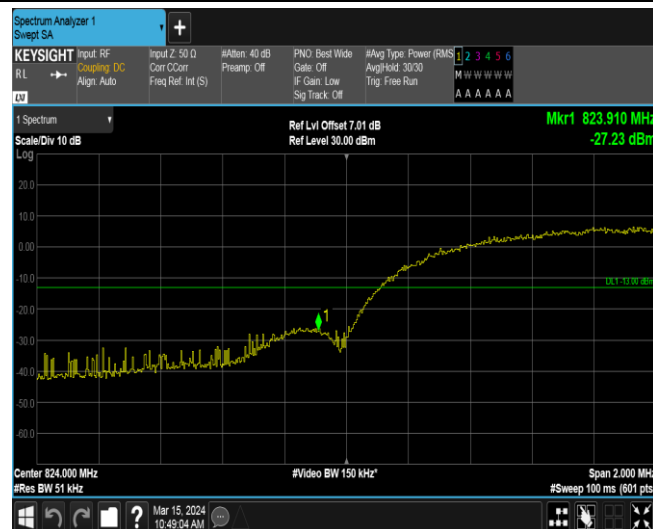 Spectrum Analyzer 1
Swept SA
+
KEYSIGHT
RL
LXI
Input: RF
Coupling: DC
Align: Auto
Input Z: 50 Ω
Corr CCorr
Freq Ref: Int (S)
#Atten: 40 dB
Preamp: Off
PNO: Best Wide
Gate: Off
IF Gain: Low
Sig Track: Off
#Avg Type: Power (RMS
Avg|Hold: 30/30
Trig: Free Run
1 2 3 4 5 6
M W W W W W
A A A A A A
1 Spectrum
Scale/Div 10 dB
Log
Ref Lvl Offset 7.01 dB
Ref Level 30.00 dBm
Mkr1 823.910 MHz
-27.23 dBm
20.0
10.0
0.00
-10.0
DL1 -13.00 dBm
-20.0
1
-30.0
-40.0
-50.0
-60.0
Center 824.000 MHz
#Res BW 51 kHz
#Video BW 150 kHz*
Span 2.000 MHz
#Sweep 100 ms (601 pts
?
Mar 15, 2024
10:49:04 AM